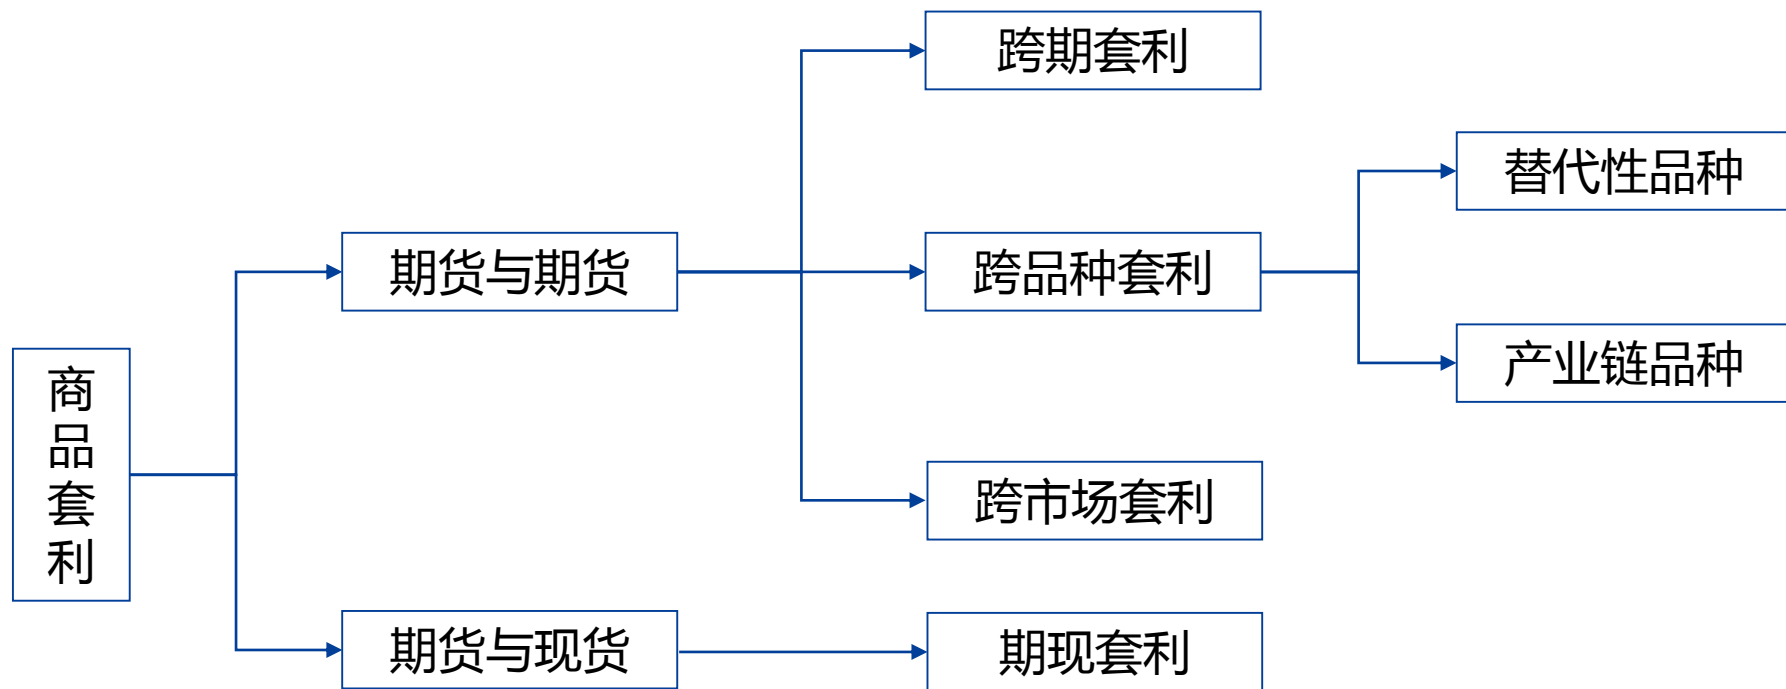 跨期套利
替代性品种
期货与期货
跨品种套利
产业链品种
商品套利
跨市场套利
期货与现货
期现套利